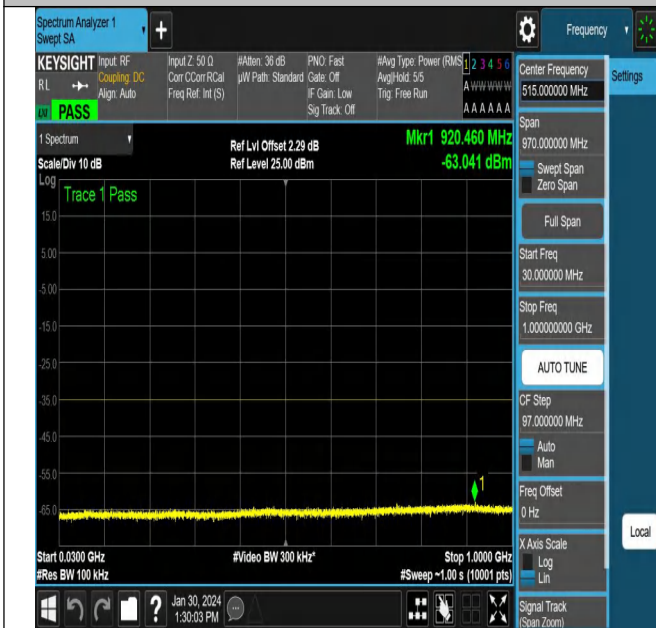 Spectrum Analyzer 1
Swept SA
+
Frequency
KEYSIGHT
Input: RF
Coupling: DC
Align: Auto
RL
PASS
Input Z: 50 Ω
Corr CCorr RCal
Freq Ref: Int (S)
#Atten: 36 dB
µW Path: Standard
PNO: Fast
Gate: Off
IF Gain: Low
Sig Track: Off
#Avg Type: Power (RMS)
Avg|Hold: 5/5
Trig: Free Run
1 2 3 4 5 6
A W W W W W
A A A A A A
Center Frequency
515.000000 MHz
Settings
Span
970.000000 MHz
Swept Span
Zero Span
Full Span
Start Freq
30.000000 MHz
Stop Freq
1.000000000 GHz
AUTO TUNE
CF Step
97.000000 MHz
Auto
Man
Freq Offset
0 Hz
X Axis Scale
Log
Lin
Signal Track
(Span Zoom)
Local
1 Spectrum
Scale/Div 10 dB
Ref Lvl Offset 2.29 dB
Ref Level 25.00 dBm
Mkr1 920.460 MHz
-63.041 dBm
Log
Trace 1 Pass
15.0
5.00
-5.00
-15.0
-25.0
-35.0
-45.0
-55.0
-65.0
1
Start 0.0300 GHz
#Res BW 100 kHz
#Video BW 300 kHz*
Stop 1.0000 GHz
#Sweep ~1.00 s (10001 pts)
?
Jan 30, 2024
1:30:03 PM